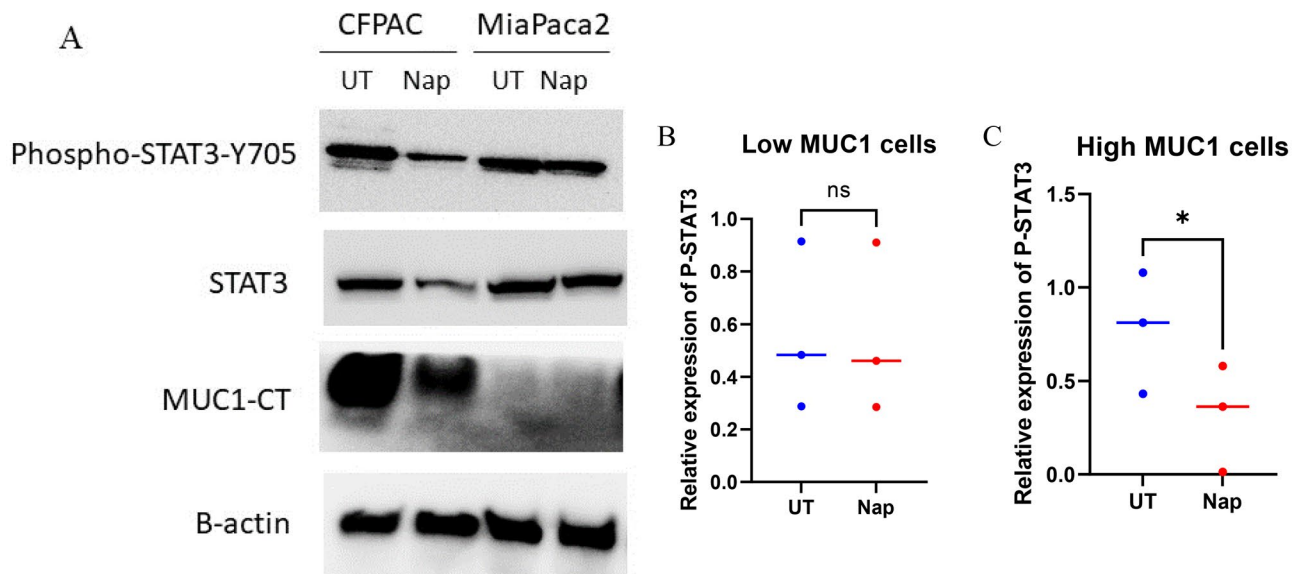 A
CFPAC MiaPaca2
UT Nap UT Nap
Phospho-STAT3-Y705
STAT3
MUC1-CT
B-actin
B
Low MUC1 cells
Relative expression of P-STAT3
1.0
0.8
0.6
0.4
0.2
0.0
ns
UT Nap
C
High MUC1 cells
Relative expression of P-STAT3
1.5
1.0
0.5
0.0
*
UT Nap